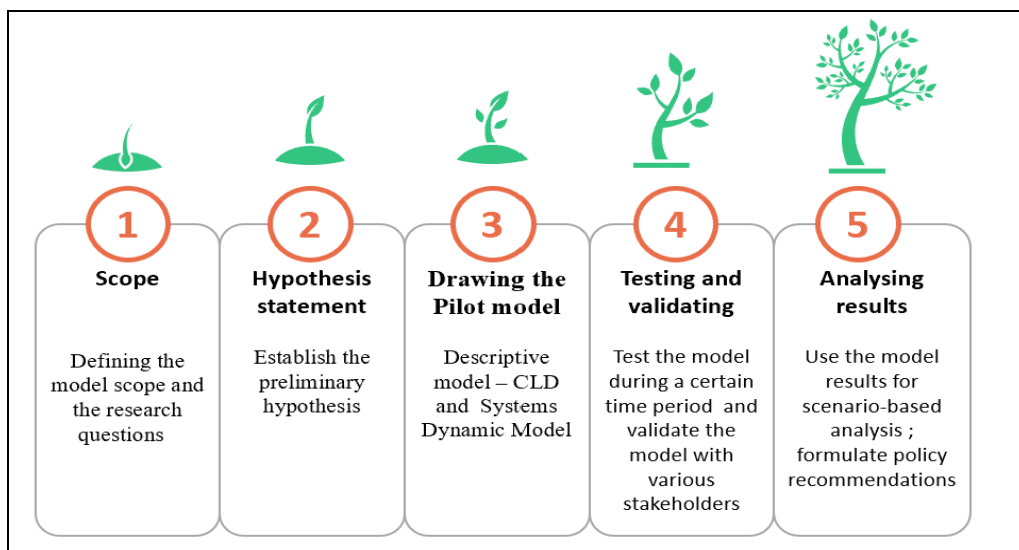 1
Scope
Defining the
model scope and
the research
questions
2
Hypothesis
statement
Establish the
preliminary
hypothesis
3
Drawing the
Pilot model
Descriptive
model – CLD
and Systems
Dynamic Model
4
Testing and
validating
Test the model
during a certain
time period and
validate the
model with
various
stakeholders
5
Analysing
results
Use the model
results for
scenario-based
analysis ;
formulate policy
recommendations